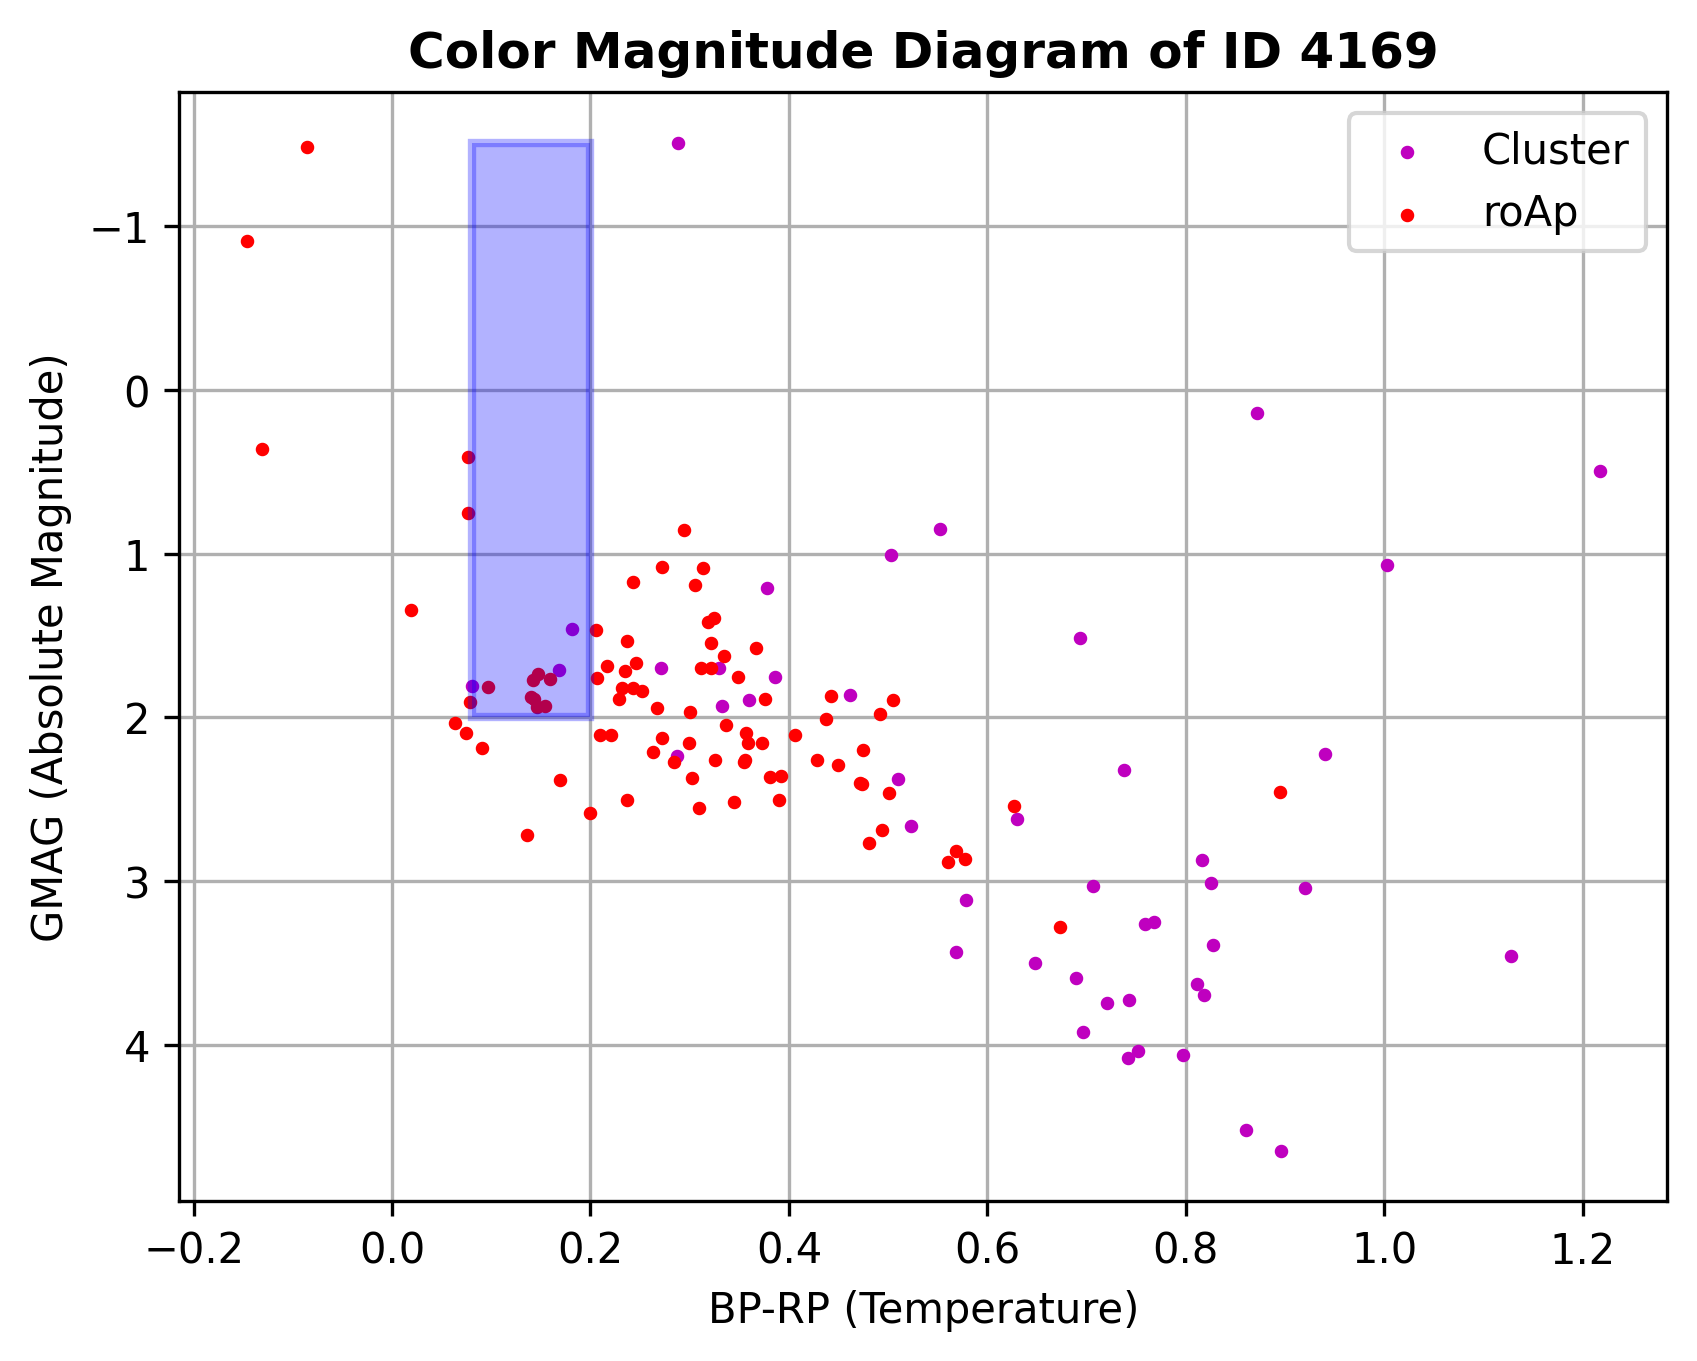 Color Magnitude Diagram of ID 4169
Cluster
roAp
−1
0
1
2
3
4
GMAG (Absolute Magnitude)
−0.2 0.0 0.2 0.4 0.6 0.8 1.0 1.2
BP-RP (Temperature)